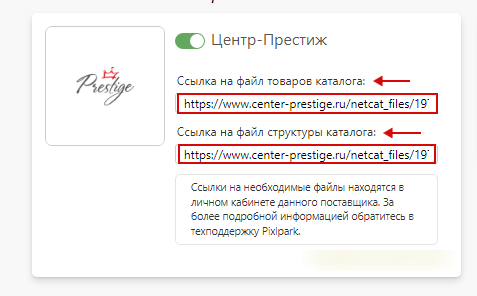 Центр-Престиж
Prestige
Ссылка на файл товаров каталога:
https://www.center-prestige.ru/netcat_files/19
Ссылка на файл структуры каталога:
https://www.center-prestige.ru/netcat_files/19
Ссылки на необходимые файлы находятся в
личном кабинете данного поставщика. За
более подробной информацией обратитесь в
техподдержку Pixlpark.